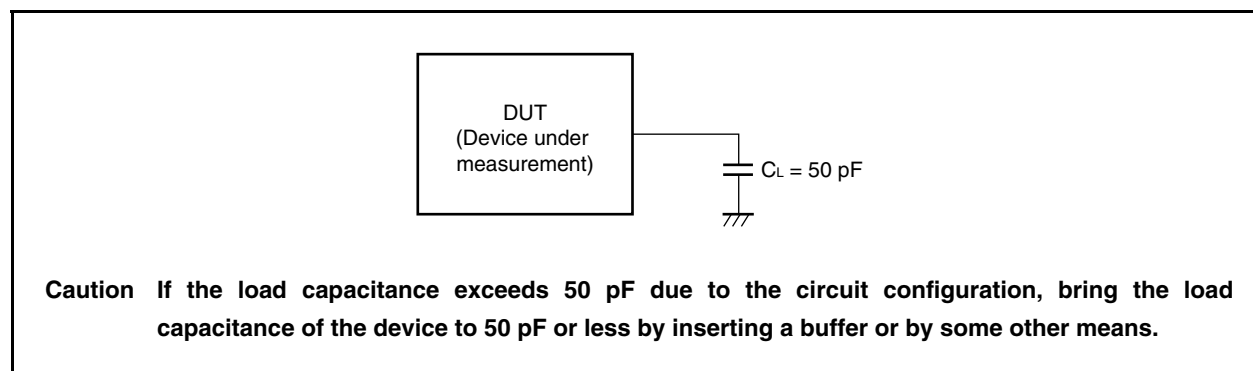 DUT
(Device under
measurement)
CL = 50 pF
Caution If the load capacitance exceeds 50 pF due to the circuit configuration, bring the load
capacitance of the device to 50 pF or less by inserting a buffer or by some other means.